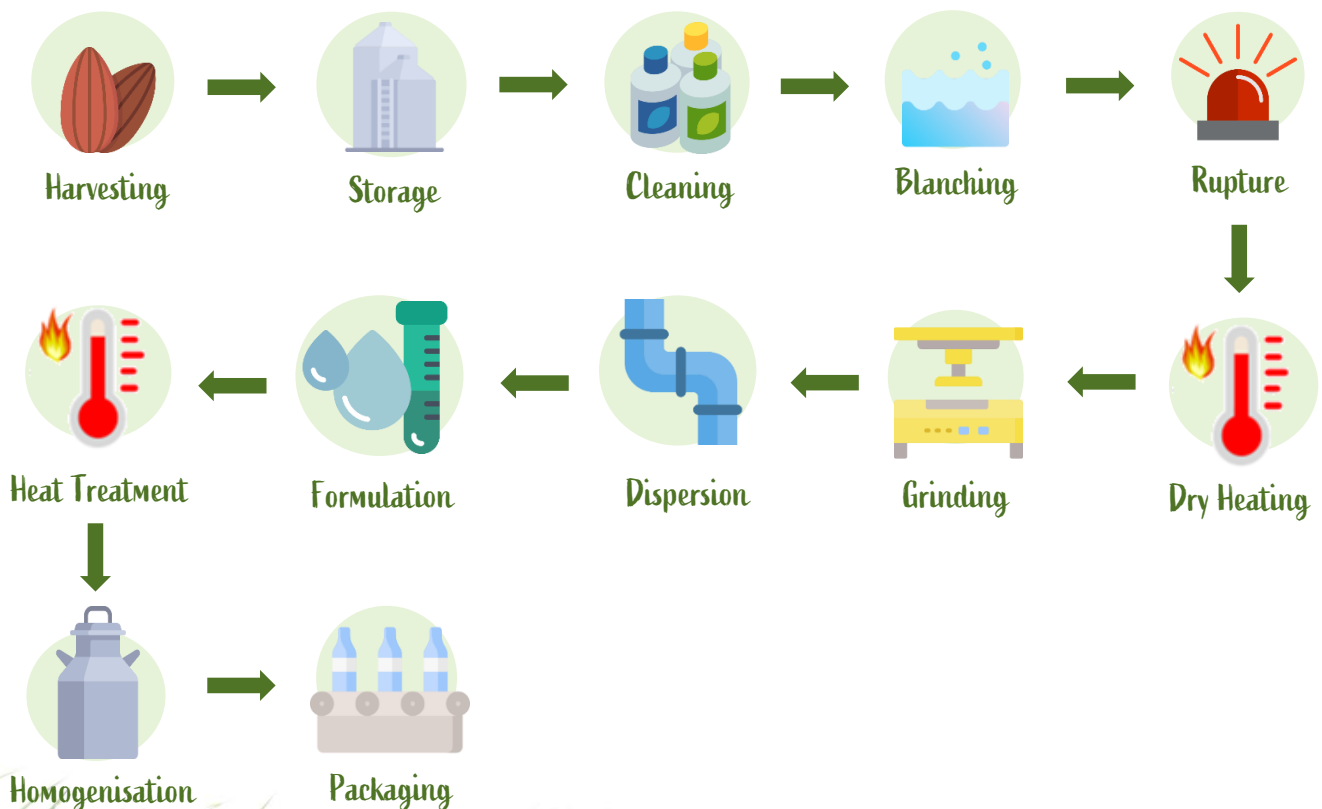 Harvesting
Storage
Cleaning
Blanching
Rupture
Dry Heating
Grinding
Dispersion
Formulation
Heat Treatment
Homogenisation
Packaging